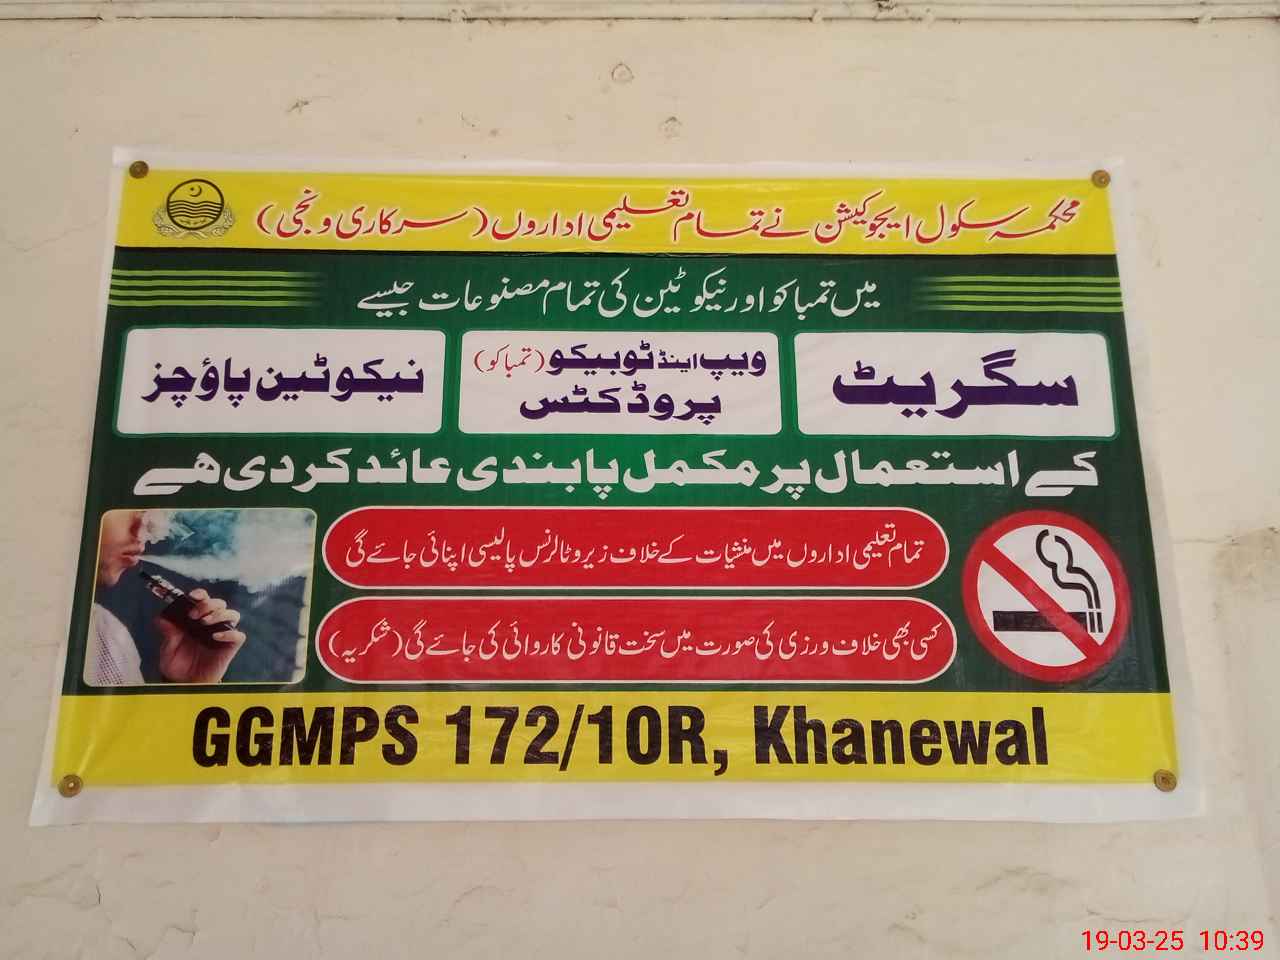 محکمہ سکول ایجوکیشن نے تمام تعلیمی اداروں (سرکاری و نجی)
میں تمباکو اور نیکوٹین کی تمام مصنوعات جیسے
سگریٹ
ویپ اینڈ ٹوبیکو (تمباکو)
پروڈکٹس
نیکوٹین پاؤچز
کے استعمال پر مکمل پابندی عائد کردی ھے
تمام تعلیمی اداروں میں منشیات کے خلاف زیرو ٹالرنس پالیسی اپنائی جائے گی
کسی بھی خلاف ورزی کی صورت میں سخت قانونی کاروائی کی جائے گی (شکریہ)
GGMPS 172/10R, Khanewal
19-03-25 10:39